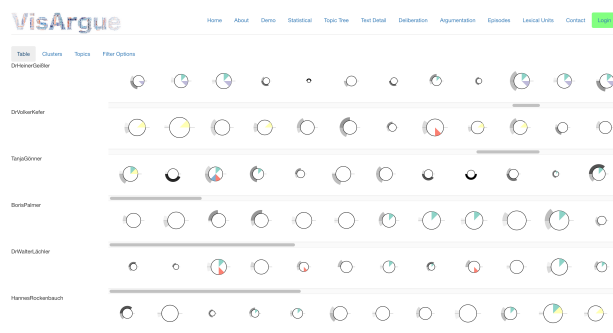 VisArgue
Home About Demo Statistical Topic Tree Text Detail Deliberation Argumentation Episodes Lexical Units Contact Login
Table Clusters Topics Filter Options
DrHeinerGeißler
DrVolkerKefer
TanjaGönner
BorisPalmer
DrWalterLächter
HannesRockenbauch